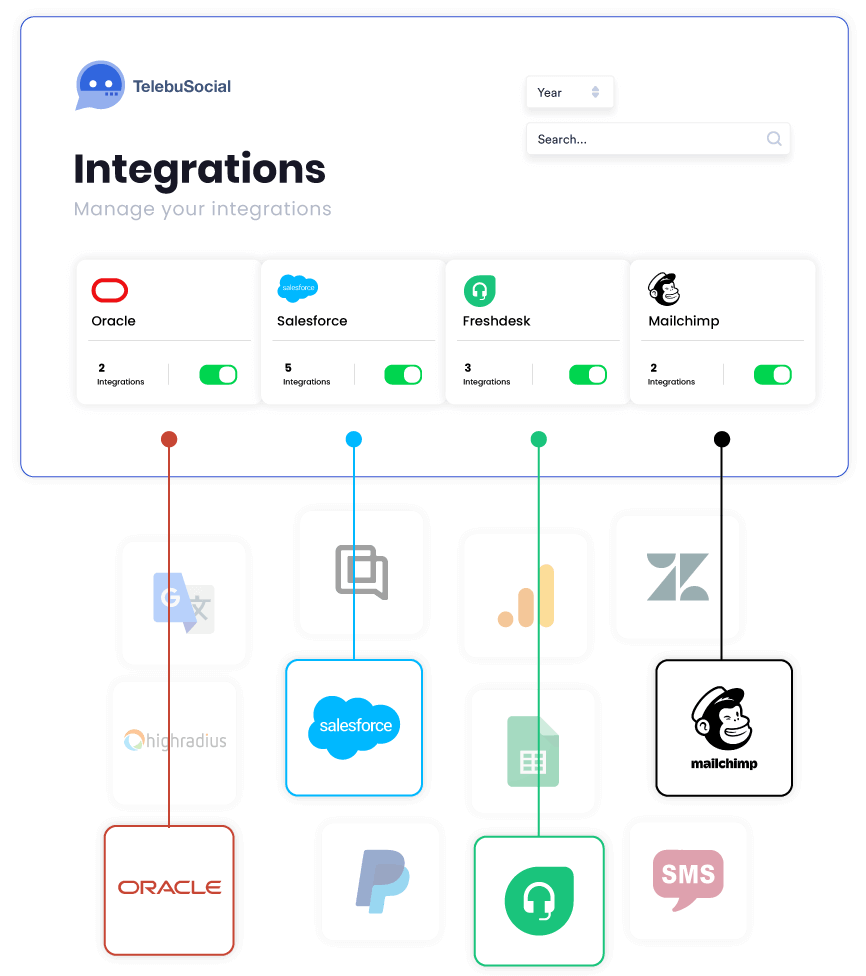 TelebuSocial
Year
Search...
Integrations
Manage your integrations
salesforce
Oracle
Salesforce
Freshdesk
Mailchimp
2
5
3
2
Integrations
Integrations
Integrations
Integrations
G 文
highradius
salesforce
mailchimp
ORACLE
SMS